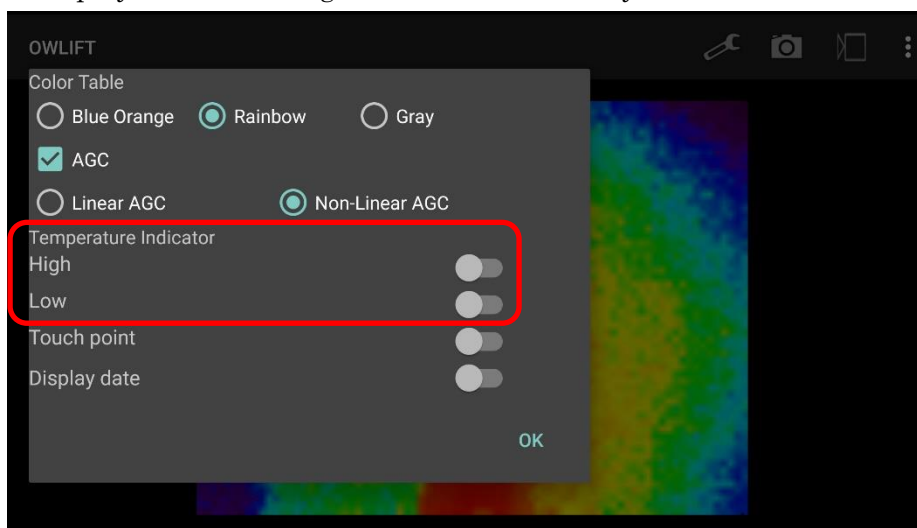 OWLIFT
Color Table
Blue Orange Rainbow Gray
AGC
Linear AGC Non-Linear AGC
Temperature Indicator
High
Low
Touch point
Display date
OK